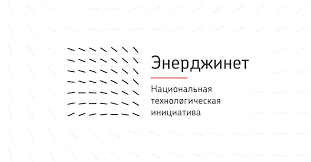 Энерджинет
Национальная
технологическая
инициатива